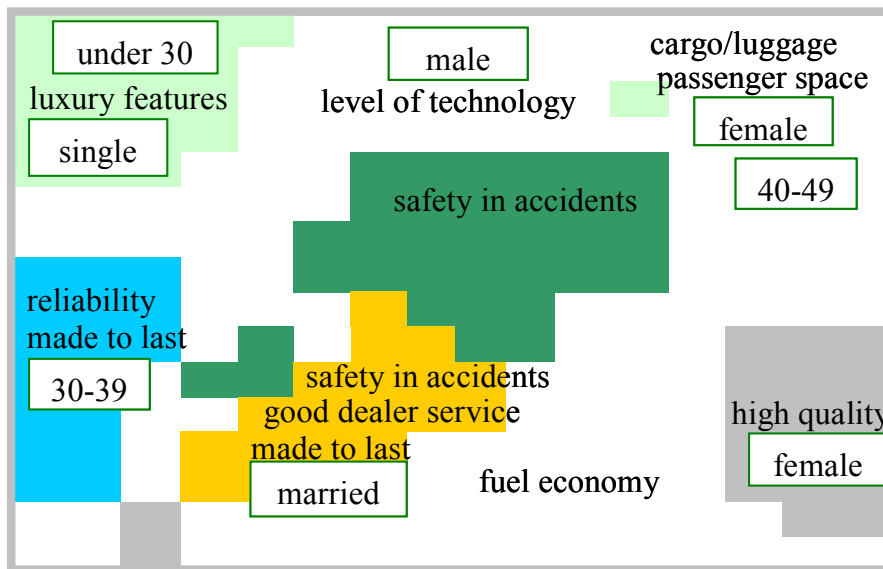 under 30
luxury features
single
male
level of technology
cargo/luggage
passenger space
female
40-49
safety in accidents
reliability
made to last
30-39
safety in accidents
good dealer service
made to last
married
fuel economy
high quality
female